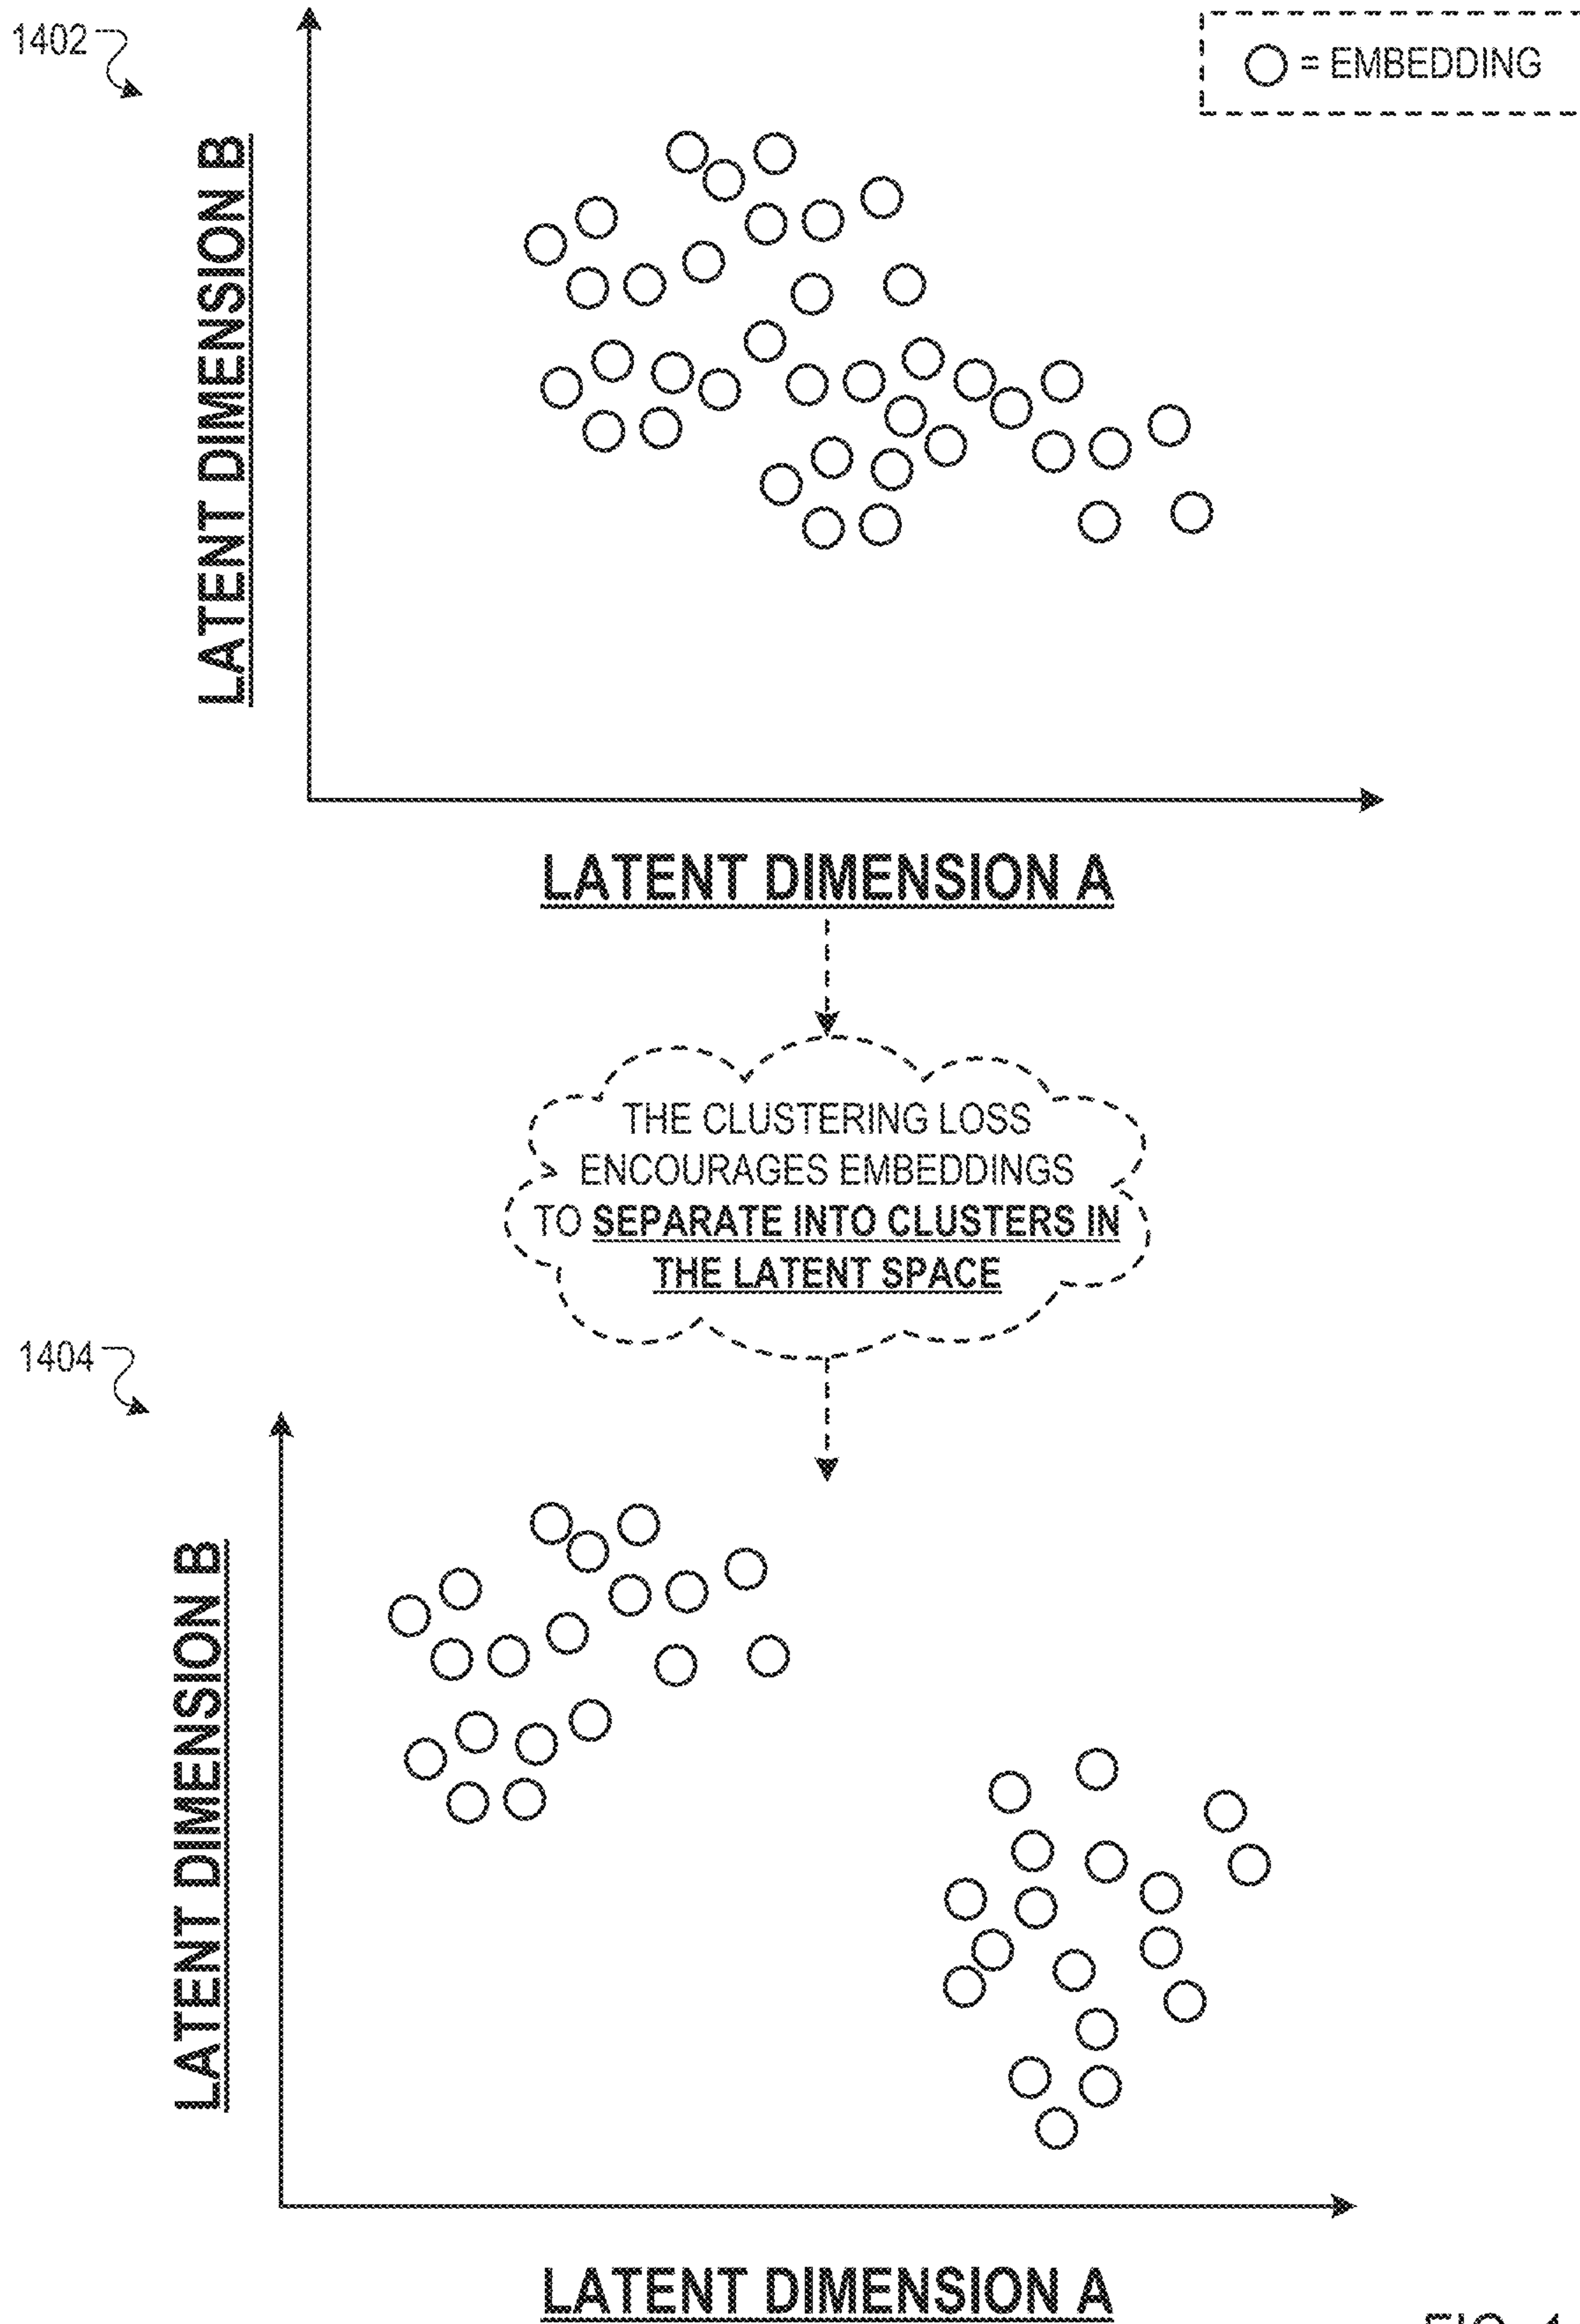 1402
○ = EMBEDDING
LATENT DIMENSION B
LATENT DIMENSION A
THE CLUSTERING LOSS
ENCOURAGES EMBEDDINGS
TO SEPARATE INTO CLUSTERS IN
THE LATENT SPACE
1404
LATENT DIMENSION B
LATENT DIMENSION A